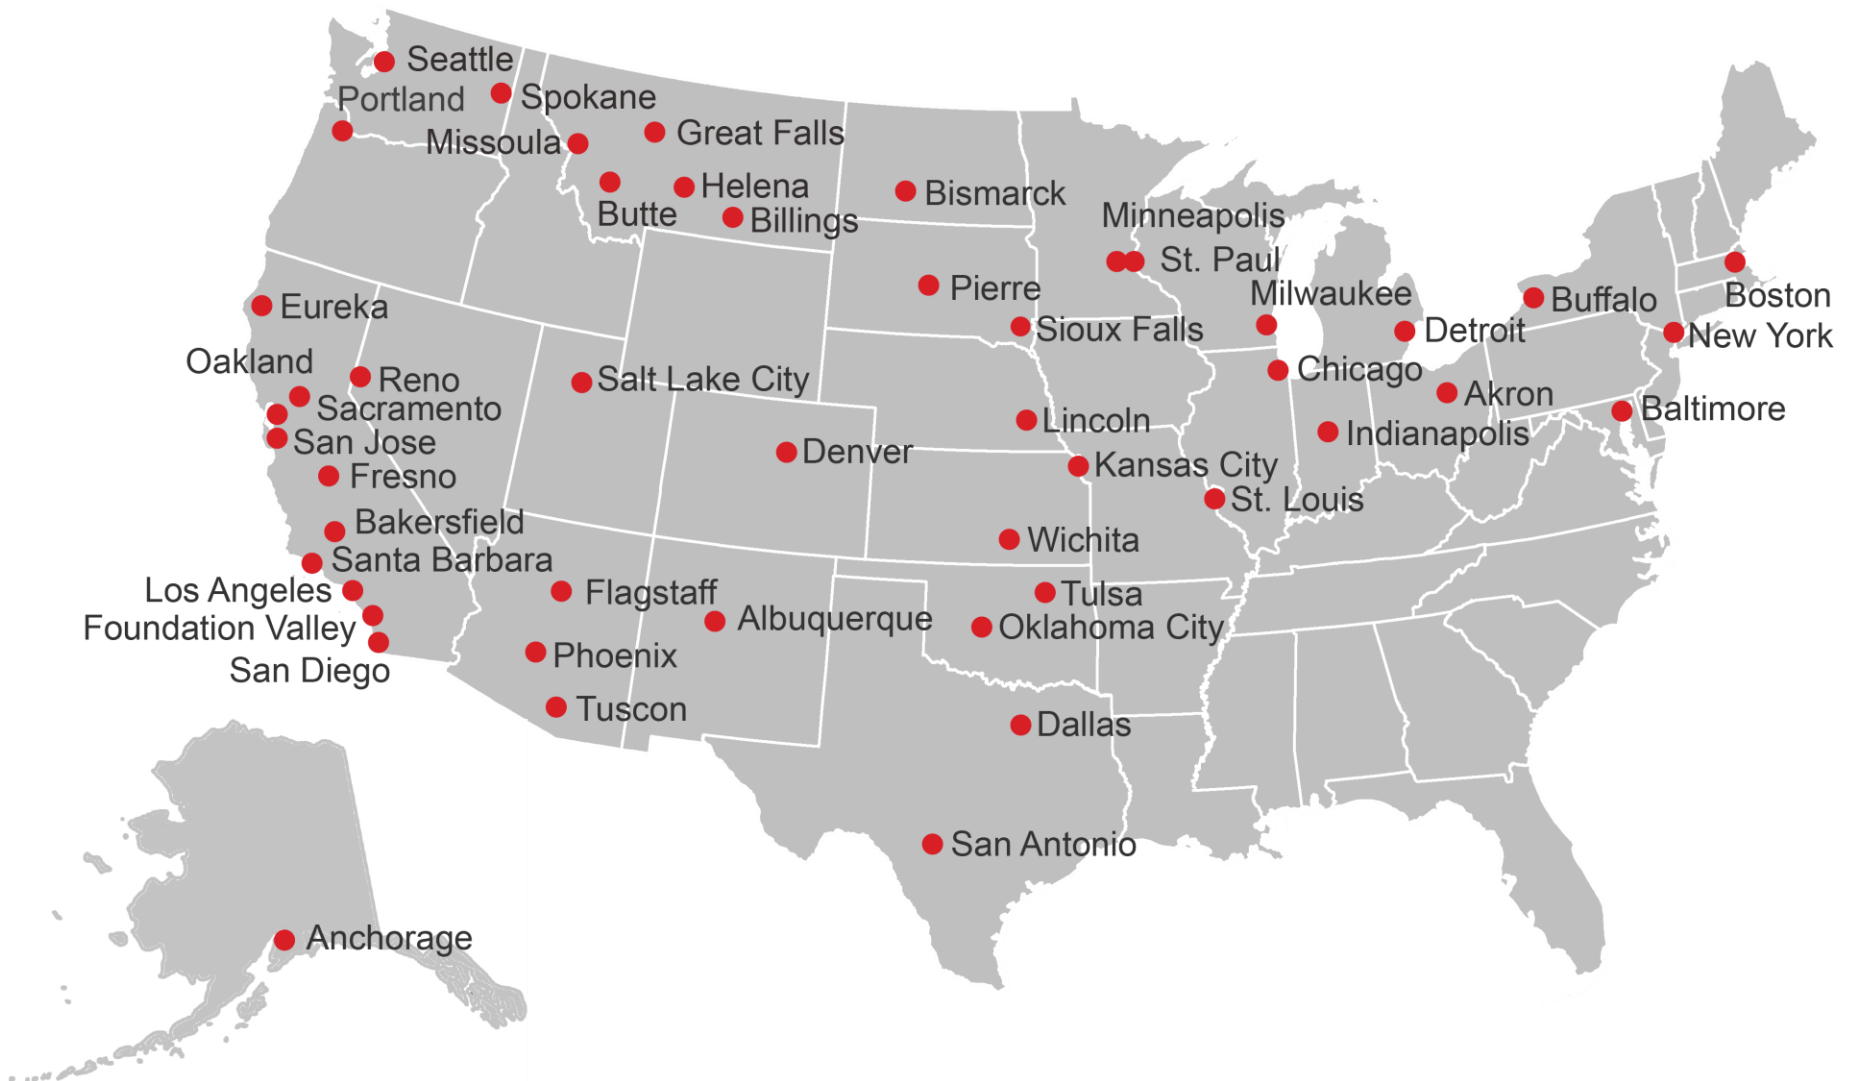 Seattle
Portland
Spokane
Missoula
Great Falls
Helena
Butte
Billings
Bismarck
Minneapolis
St. Paul
Pierre
Milwaukee
Sioux Falls
Detroit
Buffalo
Boston
New York
Eureka
Oakland
Reno
Sacramento
San Jose
Fresno
Salt Lake City
Chicago
Akron
Baltimore
Lincoln
Indianapolis
Denver
Kansas City
St. Louis
Bakersfield
Santa Barbara
Wichita
Los Angeles
Foundation Valley
San Diego
Flagstaff
Albuquerque
Tulsa
Oklahoma City
Phoenix
Tuscon
Dallas
San Antonio
Anchorage